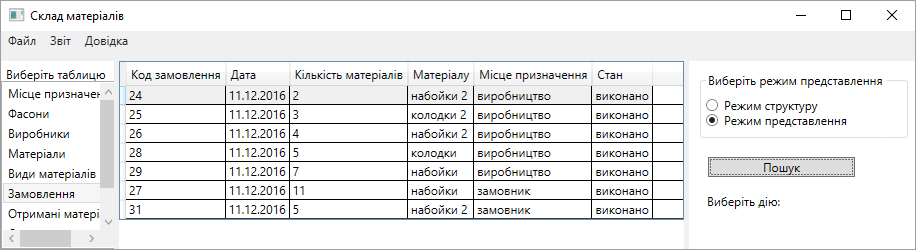 Склад матеріалів
Файл Звіт Довідка
Виберіть таблицю
Місце призначен
Фасони
Виробники
Матеріали
Види матеріалів
Замовлення
Отримані матері
Код замовлення Дата Кількість матеріалів Матеріалу Місце призначення Стан
24 11.12.2016 2 набойки 2 виробництво виконано
25 11.12.2016 3 колодки 2 виробництво виконано
26 11.12.2016 4 набойки 2 виробництво виконано
28 11.12.2016 5 колодки виробництво виконано
29 11.12.2016 7 набойки виробництво виконано
27 11.12.2016 11 набойки замовник виконано
31 11.12.2016 5 набойки 2 замовник виконано
Виберіть режим представлення
Режим структуру
Режим представлення
Пошук
Виберіть дію: